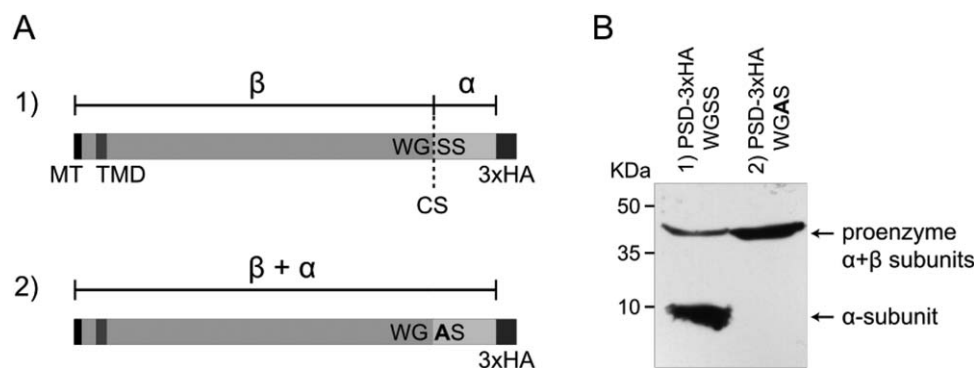 A
1)
β
α
WG SS
MT
TMD
3xHA
CS
2)
β + α
WG AS
3xHA
B
1) PSD-3xHA
WGSS
2) PSD-3xHA
WGAS
KDa
50
35
10
proenzyme
α+β subunits
α-subunit